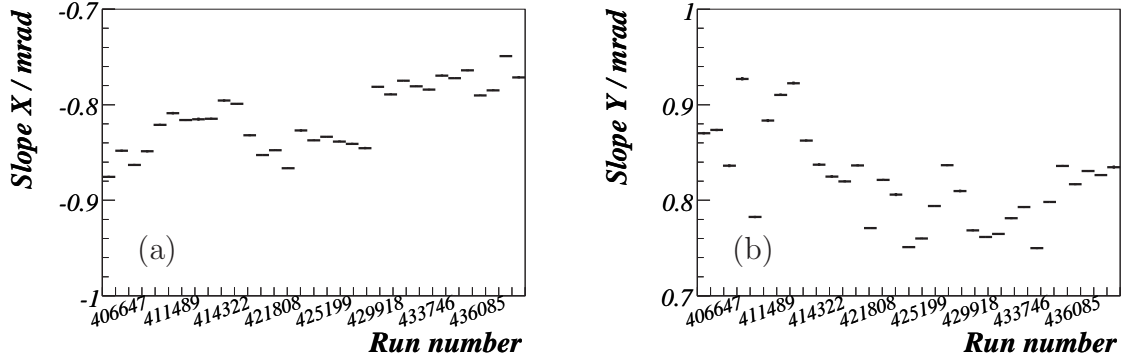 Slope X / mrad
-0.7
-0.8
-0.9
-1
(a)
406647 411489 414322 421808 425199 429918 433746 436085
Run number
Slope Y / mrad
1
0.9
0.8
0.7
(b)
406647 411489 414322 421808 425199 429918 433746 436085
Run number